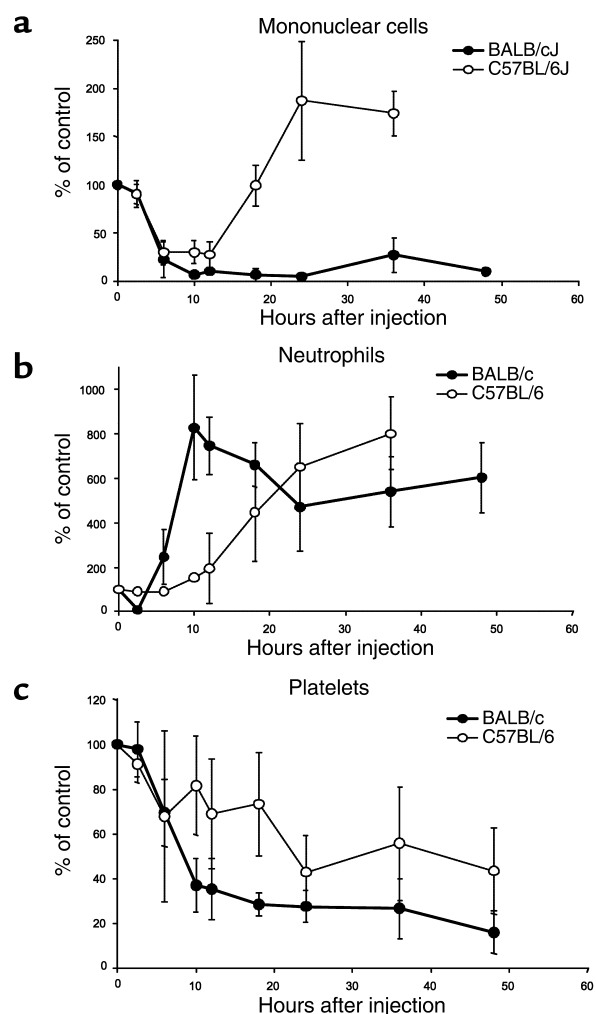 a
Mononuclear cells
BALB/cJ
C57BL/6J
% of control
250
200
150
100
50
0
0 10 20 30 40 50 60
Hours after injection
b
Neutrophils
BALB/c
C57BL/6
% of control
1000
800
600
400
200
0
0 10 20 30 40 50 60
Hours after injection
c
Platelets
BALB/c
C57BL/6
% of control
120
100
80
60
40
20
0
0 10 20 30 40 50 60
Hours after injection